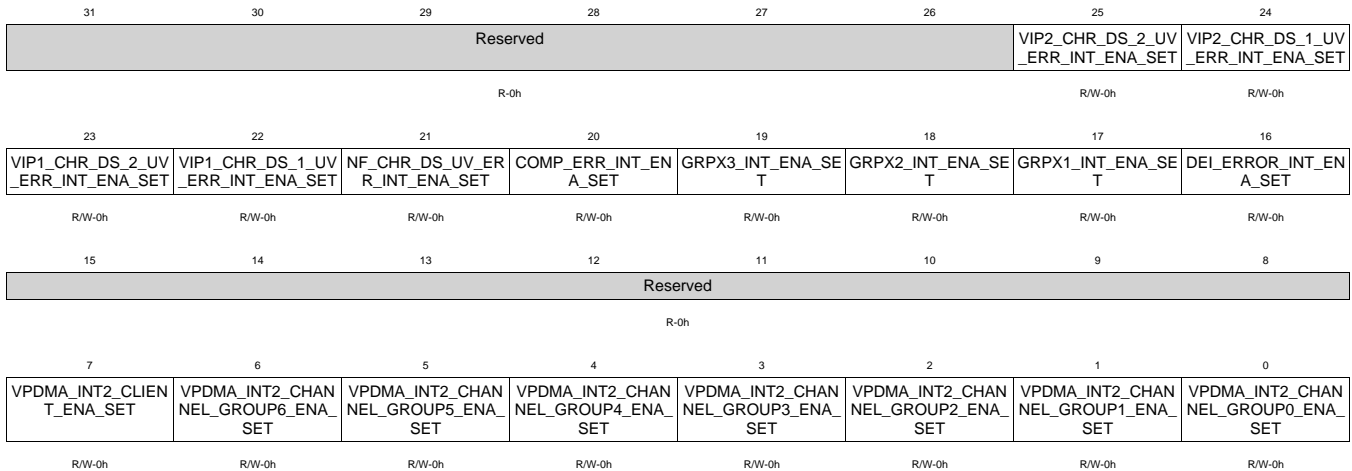 31 30 29 28 27 26 25 24
Reserved VIP2_CHR_DS_2_UV VIP2_CHR_DS_1_UV
_ERR_INT_ENA_SET _ERR_INT_ENA_SET
R-0h R/W-0h R/W-0h
23 22 21 20 19 18 17 16
VIP1_CHR_DS_2_UV VIP1_CHR_DS_1_UV NF_CHR_DS_UV_ER COMP_ERR_INT_EN GRPX3_INT_ENA_SE GRPX2_INT_ENA_SE GRPX1_INT_ENA_SE DEI_ERROR_INT_EN
_ERR_INT_ENA_SET _ERR_INT_ENA_SET R_INT_ENA_SET A_SET T T T A_SET
R/W-0h R/W-0h R/W-0h R/W-0h R/W-0h R/W-0h R/W-0h R/W-0h
15 14 13 12 11 10 9 8
Reserved
R-0h
7 6 5 4 3 2 1 0
VPDMA_INT2_CLIEN VPDMA_INT2_CHAN VPDMA_INT2_CHAN VPDMA_INT2_CHAN VPDMA_INT2_CHAN VPDMA_INT2_CHAN VPDMA_INT2_CHAN VPDMA_INT2_CHAN
T_ENA_SET NEL_GROUP6_ENA_ NEL_GROUP5_ENA_ NEL_GROUP4_ENA_ NEL_GROUP3_ENA_ NEL_GROUP2_ENA_ NEL_GROUP1_ENA_ NEL_GROUP0_ENA_
SET SET SET SET SET SET SET
R/W-0h R/W-0h R/W-0h R/W-0h R/W-0h R/W-0h R/W-0h R/W-0h